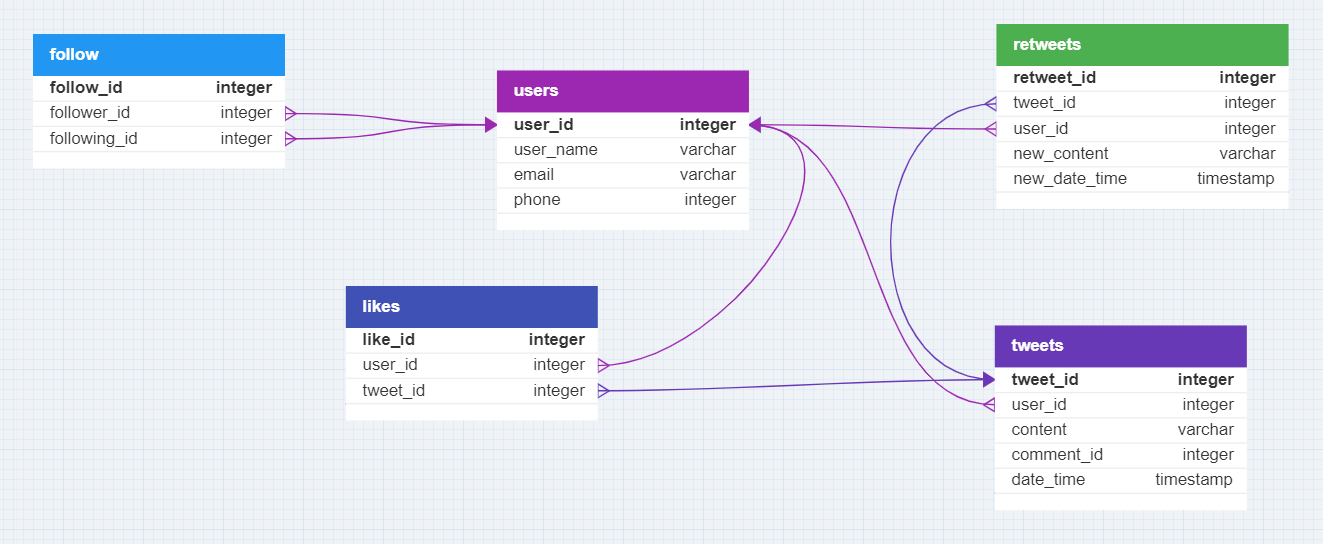 follow
follow_id integer
follower_id integer
following_id integer
users
user_id integer
user_name varchar
email varchar
phone integer
retweets
retweet_id integer
tweet_id integer
user_id integer
new_content varchar
new_date_time timestamp
likes
like_id integer
user_id integer
tweet_id integer
tweets
tweet_id integer
user_id integer
content varchar
comment_id integer
date_time timestamp